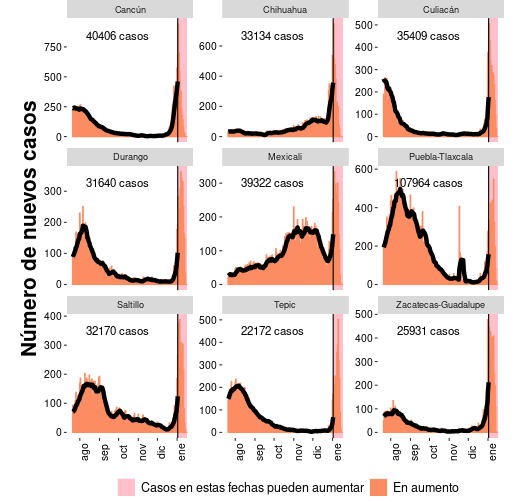 Número de nuevos casos
Cancún
Chihuahua
Culiacán
40406 casos
33134 casos
35409 casos
750
500
250
0
600
400
200
0
500
400
300
200
100
0
Durango
Mexicali
Puebla-Tlaxcala
31640 casos
39322 casos
107964 casos
300
200
100
0
300
200
100
0
600
400
200
0
Saltillo
Tepic
Zacatecas-Guadalupe
32170 casos
22172 casos
25931 casos
400
300
200
100
0
500
400
300
200
100
0
500
400
300
200
100
0
ago sep oct nov dic ene
ago sep oct nov dic ene
ago sep oct nov dic ene
Casos en estas fechas pueden aumentar
En aumento